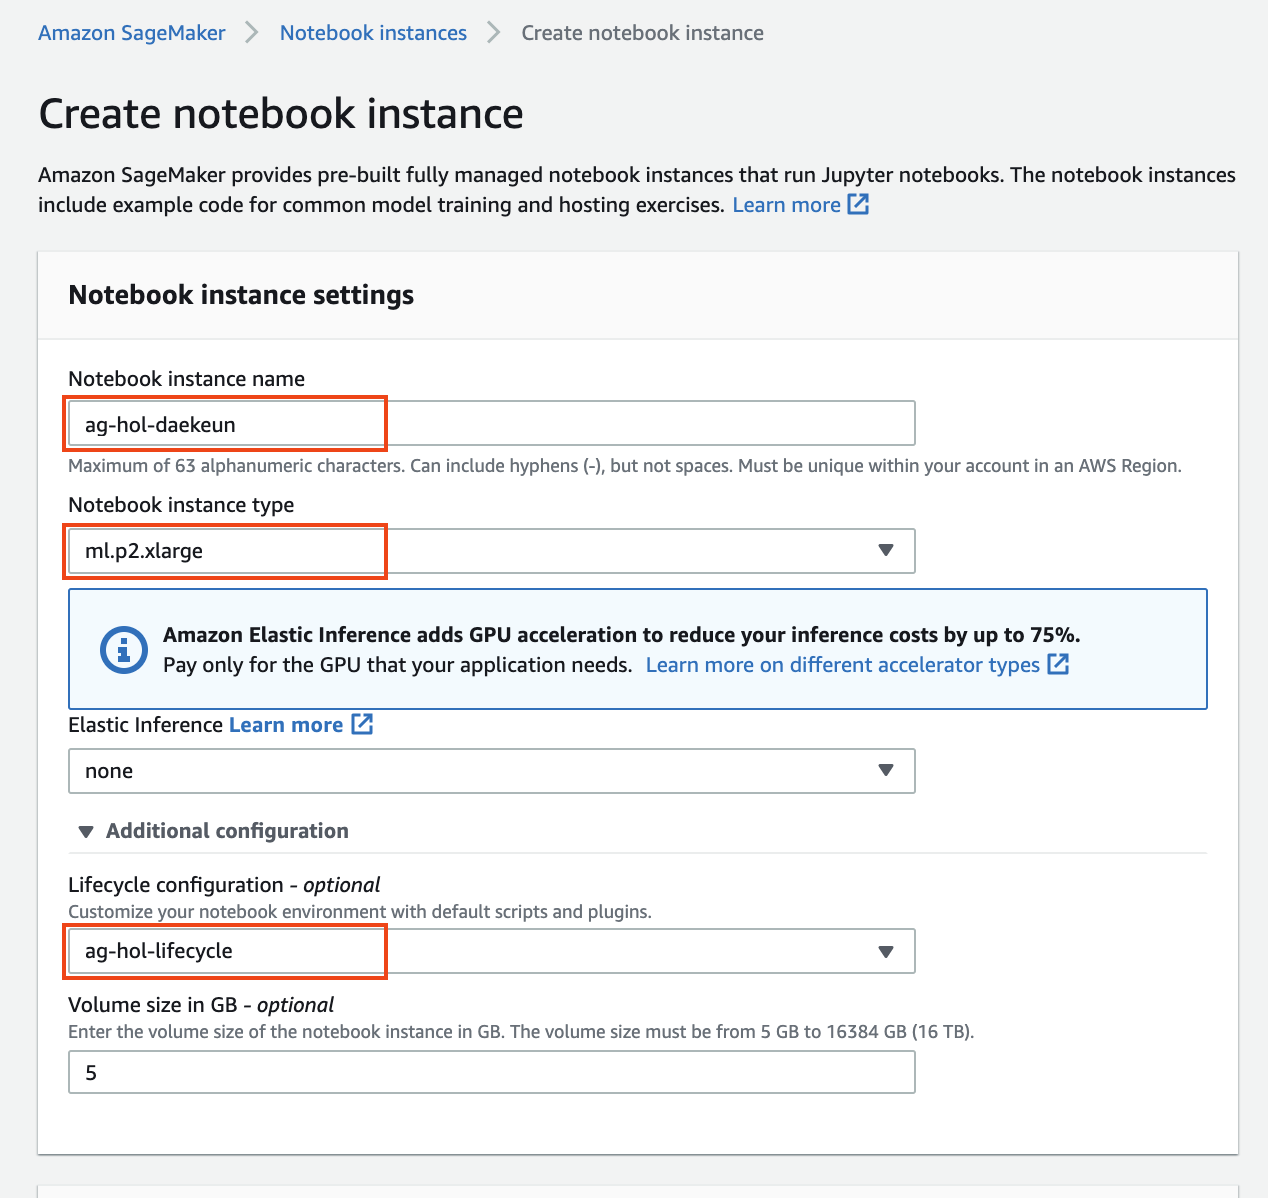 Amazon SageMaker > Notebook instances > Create notebook instance
Create notebook instance
Amazon SageMaker provides pre-built fully managed notebook instances that run Jupyter notebooks. The notebook instances
include example code for common model training and hosting exercises. Learn more
Notebook instance settings
Notebook instance name
ag-hol-daekeun
Maximum of 63 alphanumeric characters. Can include hyphens (-), but not spaces. Must be unique within your account in an AWS Region.
Notebook instance type
ml.p2.xlarge
Amazon Elastic Inference adds GPU acceleration to reduce your inference costs by up to 75%.
Pay only for the GPU that your application needs. Learn more on different accelerator types
Elastic Inference Learn more
none
Additional configuration
Lifecycle configuration - optional
Customize your notebook environment with default scripts and plugins.
ag-hol-lifecycle
Volume size in GB - optional
Enter the volume size of the notebook instance in GB. The volume size must be from 5 GB to 16384 GB (16 TB).
5